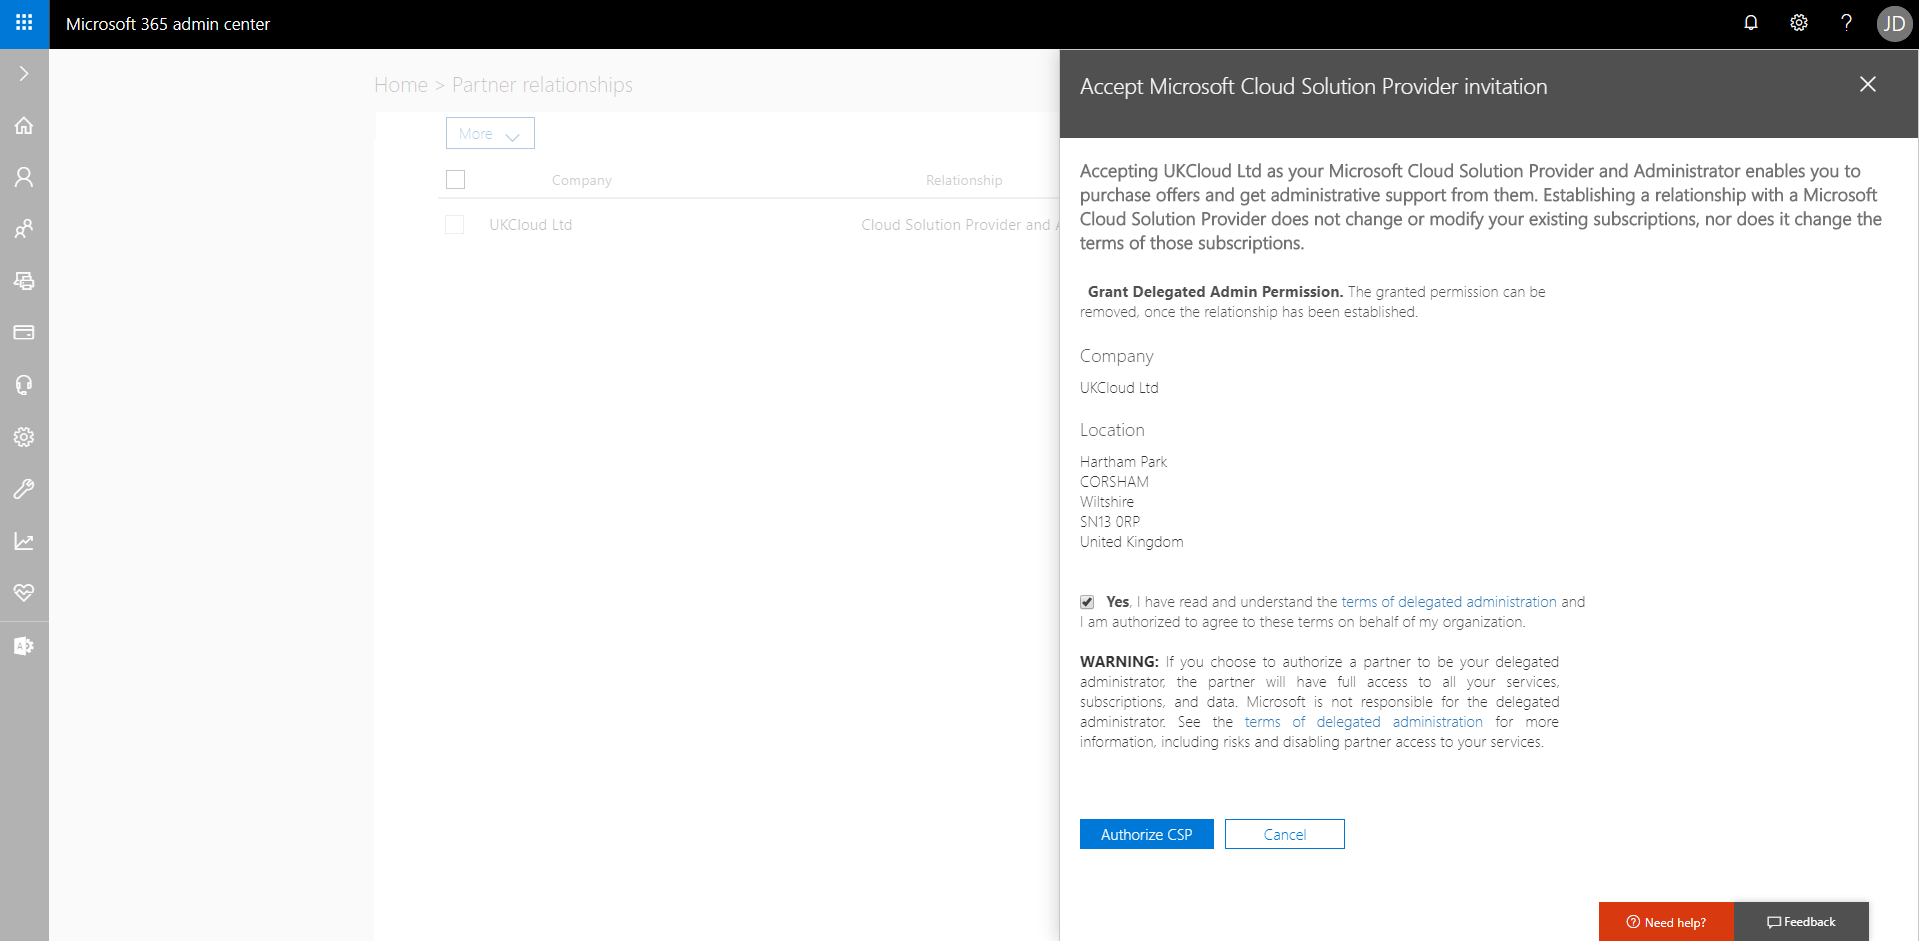 Microsoft 365 admin center
JD
Home > Partner relationships
More
Company
Relationship
UKCloud Ltd
Cloud Solution Provider and
Accept Microsoft Cloud Solution Provider invitation
Accepting UKCloud Ltd as your Microsoft Cloud Solution Provider and Administrator enables you to
purchase offers and get administrative support from them. Establishing a relationship with a Microsoft
Cloud Solution Provider does not change or modify your existing subscriptions, nor does it change the
terms of those subscriptions.
Grant Delegated Admin Permission. The granted permission can be
removed, once the relationship has been established.
Company
UKCloud Ltd
Location
Hartham Park
CORSHAM
Wiltshire
SN13 0RP
United Kingdom
Yes, I have read and understand the terms of delegated administration and
I am authorized to agree to these terms on behalf of my organization.
WARNING: If you choose to authorize a partner to be your delegated
administrator, the partner will have full access to all your services,
subscriptions, and data. Microsoft is not responsible for the delegated
administrator. See the terms of delegated administration for more
information, including risks and disabling partner access to your services.
Authorize CSP
Cancel
Need help?
Feedback